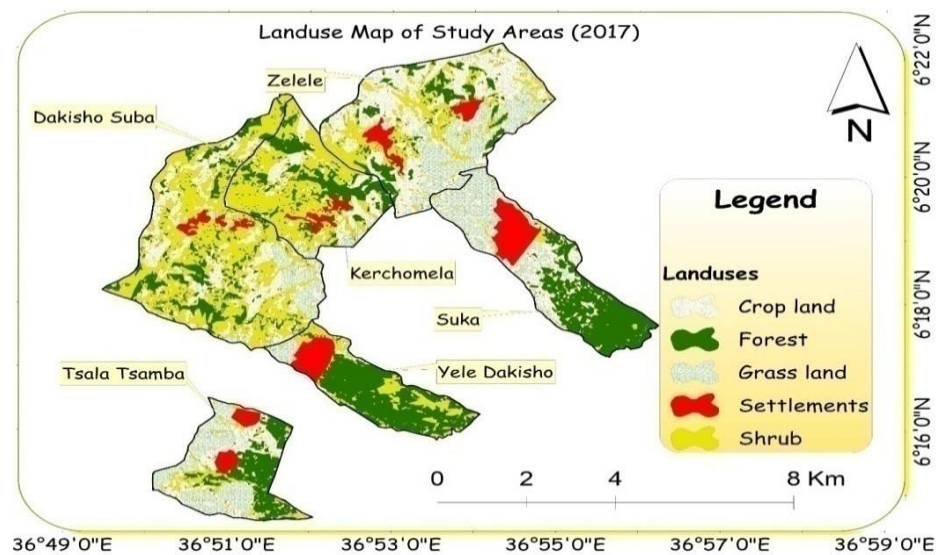 Landuse Map of Study Areas (2017)
Zelele
Dakisho Suba
N
Kerchomela
Suka
Yele Dakisho
Tsala Tsamba
Legend
Landuses
Crop land
Forest
Grass land
Settlements
Shrub
0 2 4 8 Km
6°22'0"N
6°20'0"N
6°18'0"N
6°16'0"N
36°49'0"E 36°51'0"E 36°53'0"E 36°55'0"E 36°57'0"E 36°59'0"E